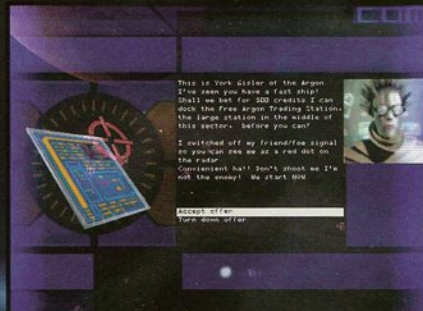 This is York Gisler of the Argon
I've seen you have a fast ship!
Shall we bet for 500 credits I can
dock the Free Argon Trading Station,
the large station in the middle of
this sector, before you can?
I switched off my friend/foe signal
so you can see me as a red dot on
the radar
Convienient ha!! Don't shoot me I'm
not the enemy! We start NOW
Accept offer
Turn down offer